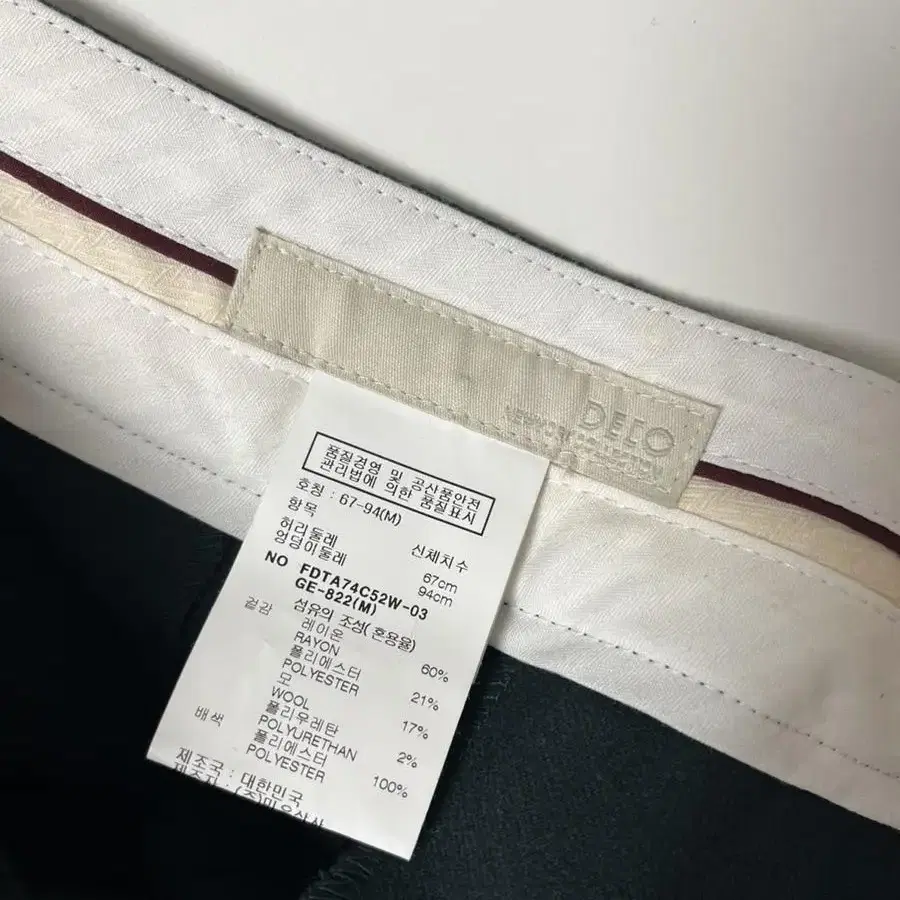 DECO
품질경영 및 공산품안전
관리법에 의한 품질표시
호칭 : 67-94(M)
항목 신체치수
허리둘레 67cm
엉덩이둘레 94cm
NO FDTA74C52W-03
GE-822(M)
겉감 섬유의 조성(혼용율)
레이온 60%
RAYON
폴리에스터 21%
POLYESTER
모 17%
WOOL
폴리우레탄 2%
POLYURETHAN
배색 폴리에스터 100%
POLYESTER
제조국 : 대한민국